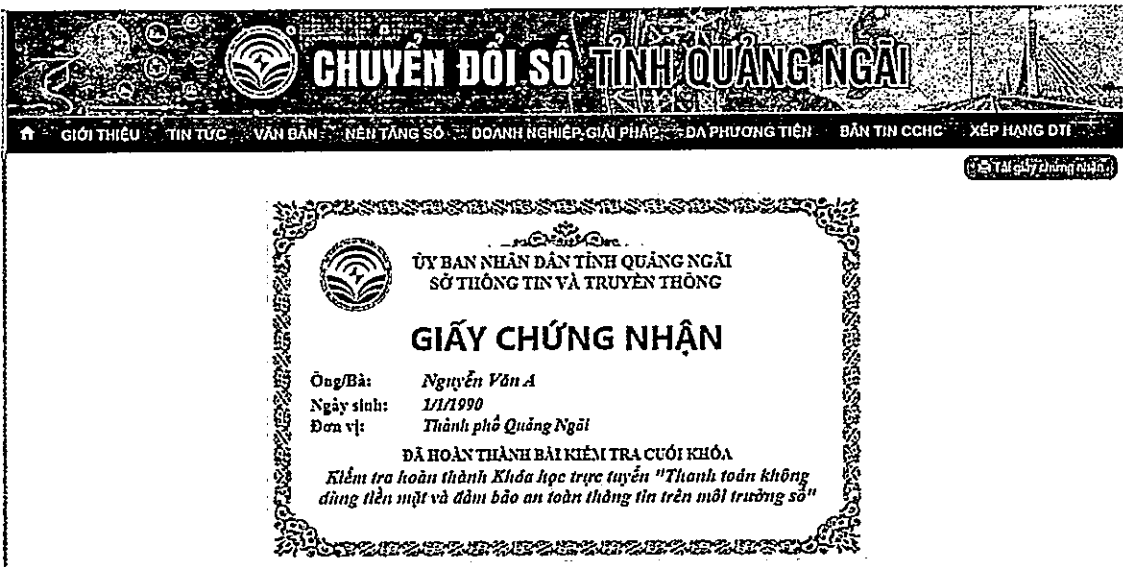 CHUYỂN ĐỔI SỐ TỈNH QUẢNG NGÃI
GIỚI THIỆU TIN TỨC VĂN BẢN NỀN TẢNG SỐ DOANH NGHIỆP-GIẢI PHÁP ĐA PHƯƠNG TIỆN BẢN TIN CCHC XẾP HẠNG DTI
Tải giấy chứng nhận
ỦY BAN NHÂN DÂN TỈNH QUẢNG NGÃI
SỞ THÔNG TIN VÀ TRUYỀN THÔNG
GIẤY CHỨNG NHẬN
Ông/Bà: Nguyễn Văn A
Ngày sinh: 1/1/1990
Đơn vị: Thành phố Quảng Ngãi
ĐÃ HOÀN THÀNH BÀI KIỂM TRA CUỐI KHÓA
Kiểm tra hoàn thành Khóa học trực tuyến "Thanh toán không
dùng tiền mặt và đảm bảo an toàn thông tin trên môi trường số"